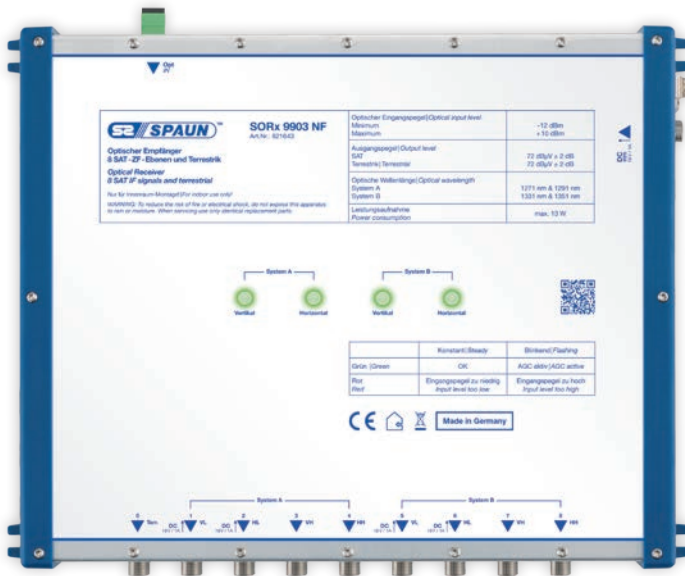 Opt
SPAUN™
SORx 9903 NF
Art.Nr.: 821643
Optischer Empfänger
8 SAT-ZF-Ebenen und Terrestrik
Optical Receiver
8 SAT IF signals and terrestrial
Nur für Innenraum-Montage!|For indoor use only!
WARNING: To reduce the risk of fire or electrical shock, do not expose this apparatus
to rain or moisture. When servicing use only identical replacement parts.
Optischer Eingangspegel|Optical input level
Minimum -12 dBm
Maximum +10 dBm
Ausgangspegel|Output level
SAT 72 dBµV ± 2 dB
Terrestrik|Terrestrial 72 dBµV ± 2 dB
Optische Wellenlänge|Optical wavelength
System A 1271 nm & 1291 nm
System B 1331 nm & 1351 nm
Leistungsaufnahme
Power consumption
DC
System A System B
Vertikal Horizontal Vertikal Horizontal
Konstant|Steady Blinkend|Flashing
Grün |Green OK AGC aktiv|AGC active
Rot Eingangspegel zu niedrig Eingangspegel zu hoch
Red Input level too low Input level too high
CE Made in Germany
System A System B
0 1 2 3 4 5 6 7 8
Terr. DC VL DC HL VH HH DC VL DC HL VH HH